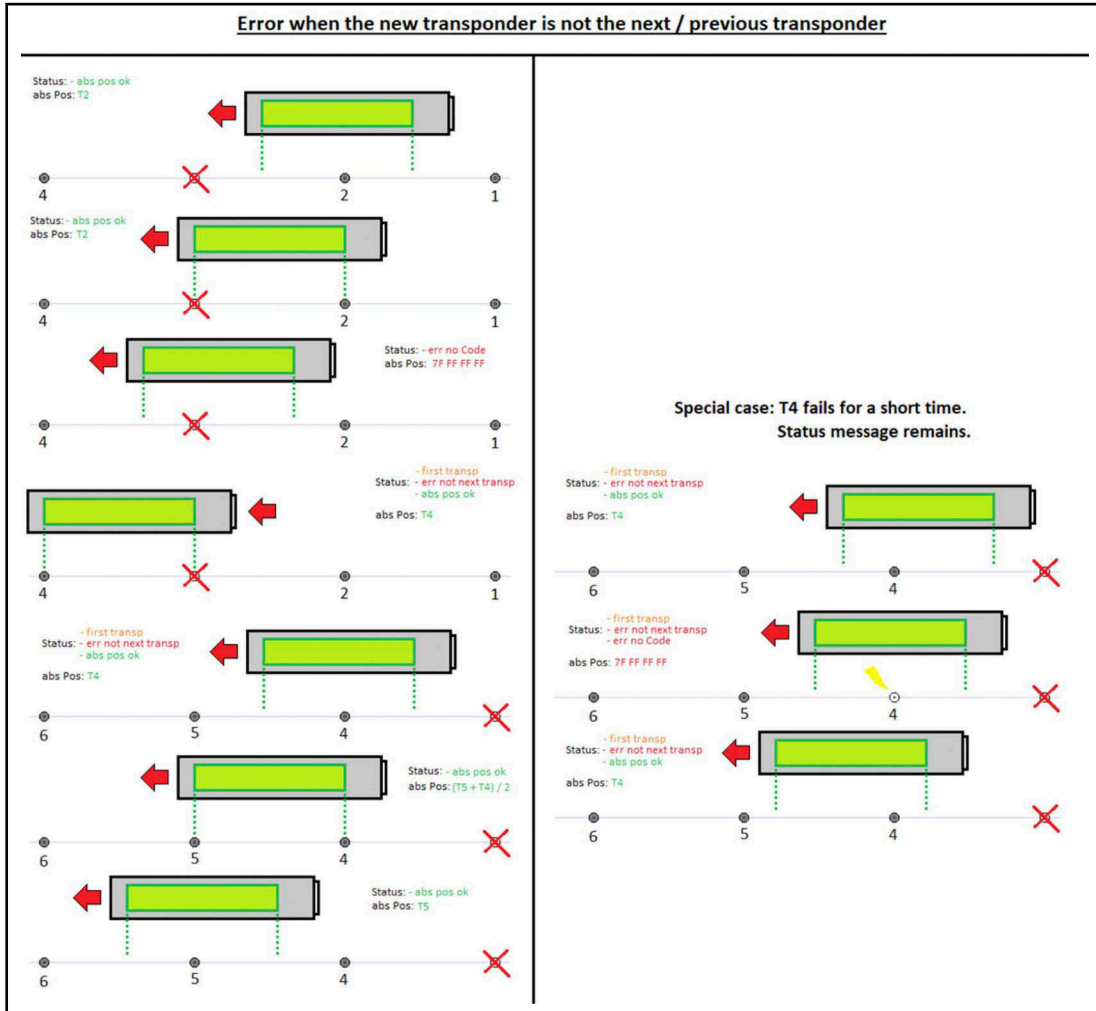 Error when the new transponder is not the next / previous transponder
Status: - abs pos ok
abs Pos: T2
4
2
1
Status: - abs pos ok
abs Pos: T2
4
2
1
Status: - err no Code
abs Pos: 7F FF FF FF
4
2
1
- first transp
Status: - err not next transp
- abs pos ok
abs Pos: T4
4
2
1
- first transp
Status: - err not next transp
- abs pos ok
abs Pos: T4
6
5
4
Status: - abs pos ok
abs Pos: (T5 + T4) / 2
6
5
4
Status: - abs pos ok
abs Pos: T5
6
5
4
Special case: T4 fails for a short time.
Status message remains.
- first transp
Status: - err not next transp
- abs pos ok
abs Pos: T4
6
5
4
- first transp
Status: - err not next transp
- err no Code
abs Pos: 7F FF FF FF
6
5
4
- first transp
Status: - err not next transp
- abs pos ok
abs Pos: T4
6
5
4